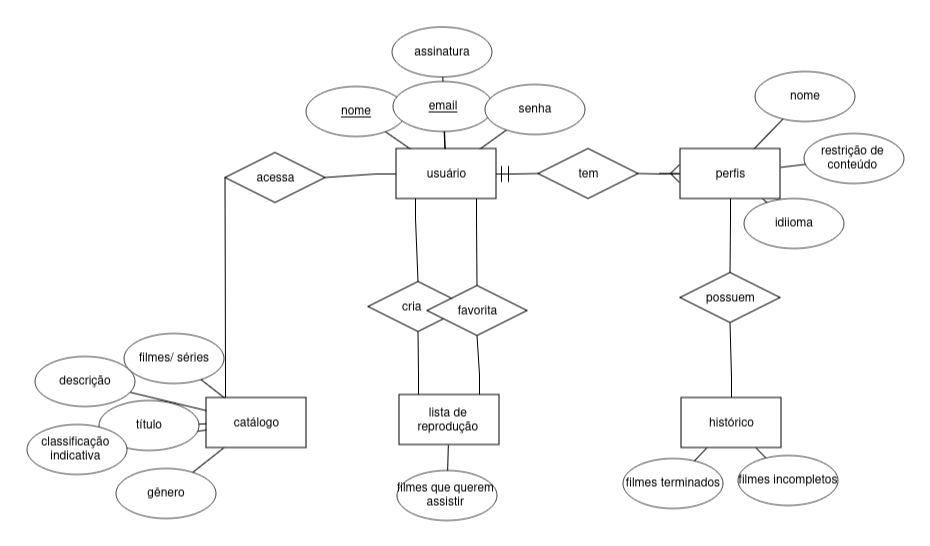 assinatura
nome
email
senha
nome
restrição de
conteúdo
idiioma
acessa
usuário
tem
perfis
cria
favorita
possuem
filmes/ séries
descrição
título
classificação
indicativa
gênero
catálogo
lista de
reprodução
histórico
filmes que querem
assistir
filmes terminados
filmes incompletos